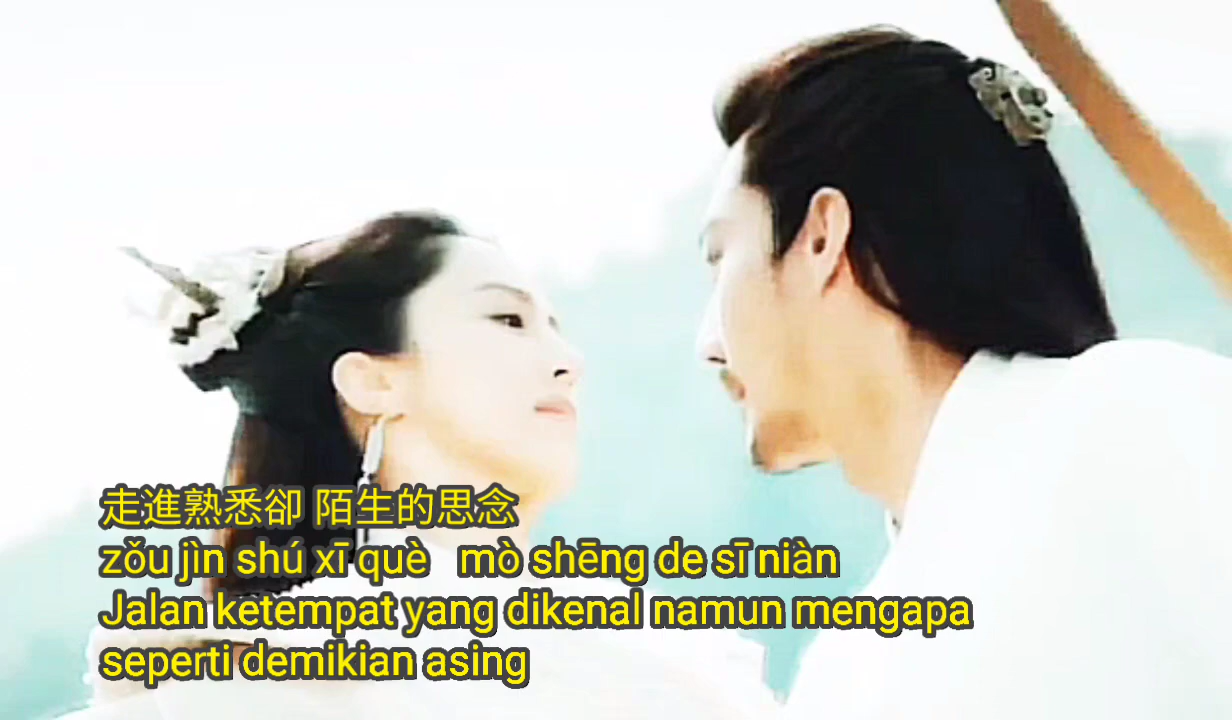 走進熟悉卻 陌生的思念
zǒu jìn shú xī què mò shēng de sī niàn
Jalan ketempat yang dikenal namun mengapa
seperti demikian asing